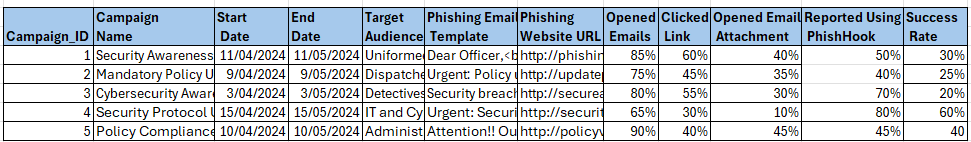 Campaign_ID Campaign Name Start Date End Date Target Audience Phishing Email Template Phishing Website URL Opened Emails Clicked Link Opened Email Attachment Reported Using PhishHook Success Rate
1 Security Awareness 11/04/2024 11/05/2024 Uniforme Dear Officer,<b http://phishin 85% 60% 40% 50% 30%
2 Mandatory Policy U 9/04/2024 9/05/2024 Dispatche Urgent: Policy u http://updatep 75% 45% 35% 40% 25%
3 Cybersecurity Awar 3/04/2024 3/05/2024 Detectives Security breach http://securea 80% 55% 30% 70% 20%
4 Security Protocol U 15/04/2024 15/05/2024 IT and Cy Urgent: Securi http://securit 65% 30% 10% 80% 60%
5 Policy Compliance 10/04/2024 10/05/2024 Administ Attention!! Ou http://policyv 90% 40% 45% 45% 40